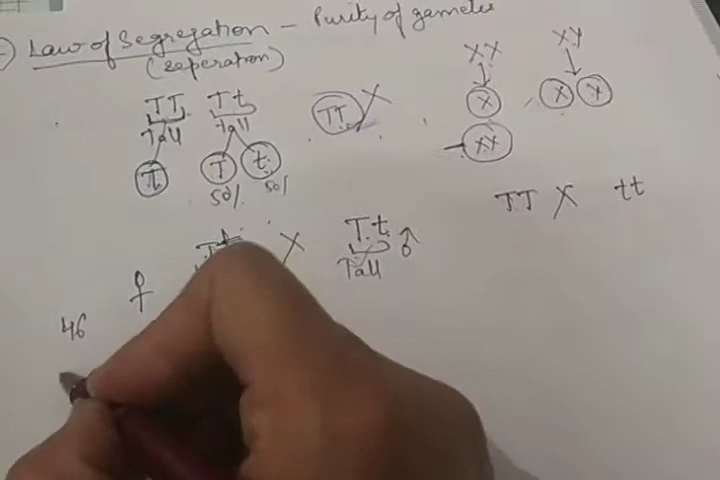 Law of Segregation - Purity of gametes
(seperation)
XX XY
X X X
XX
TT Tt TT X
Tall Tall
T T t
50% 50%
TT X tt
Tt X T.t.
Tall ♂
♀
46